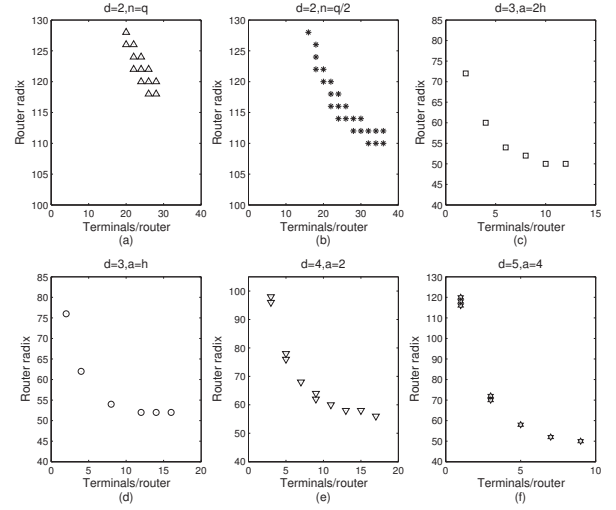 d=2,n=q
130
125
120
115
110
105
100
Router radix
0 10 20 30 40
Terminals/router
(a)
d=2,n=q/2
130
125
120
115
110
105
100
Router radix
0 10 20 30 40
Terminals/router
(b)
d=3,a=2h
85
80
75
70
65
60
55
50
45
40
Router radix
0 5 10 15
Terminals/router
(c)
d=3,a=h
85
80
75
70
65
60
55
50
45
40
Router radix
0 5 10 15 20
Terminals/router
(d)
d=4,a=2
100
90
80
70
60
50
40
Router radix
0 5 10 15 20
Terminals/router
(e)
d=5,a=4
130
120
110
100
90
80
70
60
50
40
Router radix
0 2 4 6 8 10
Terminals/router
(f)